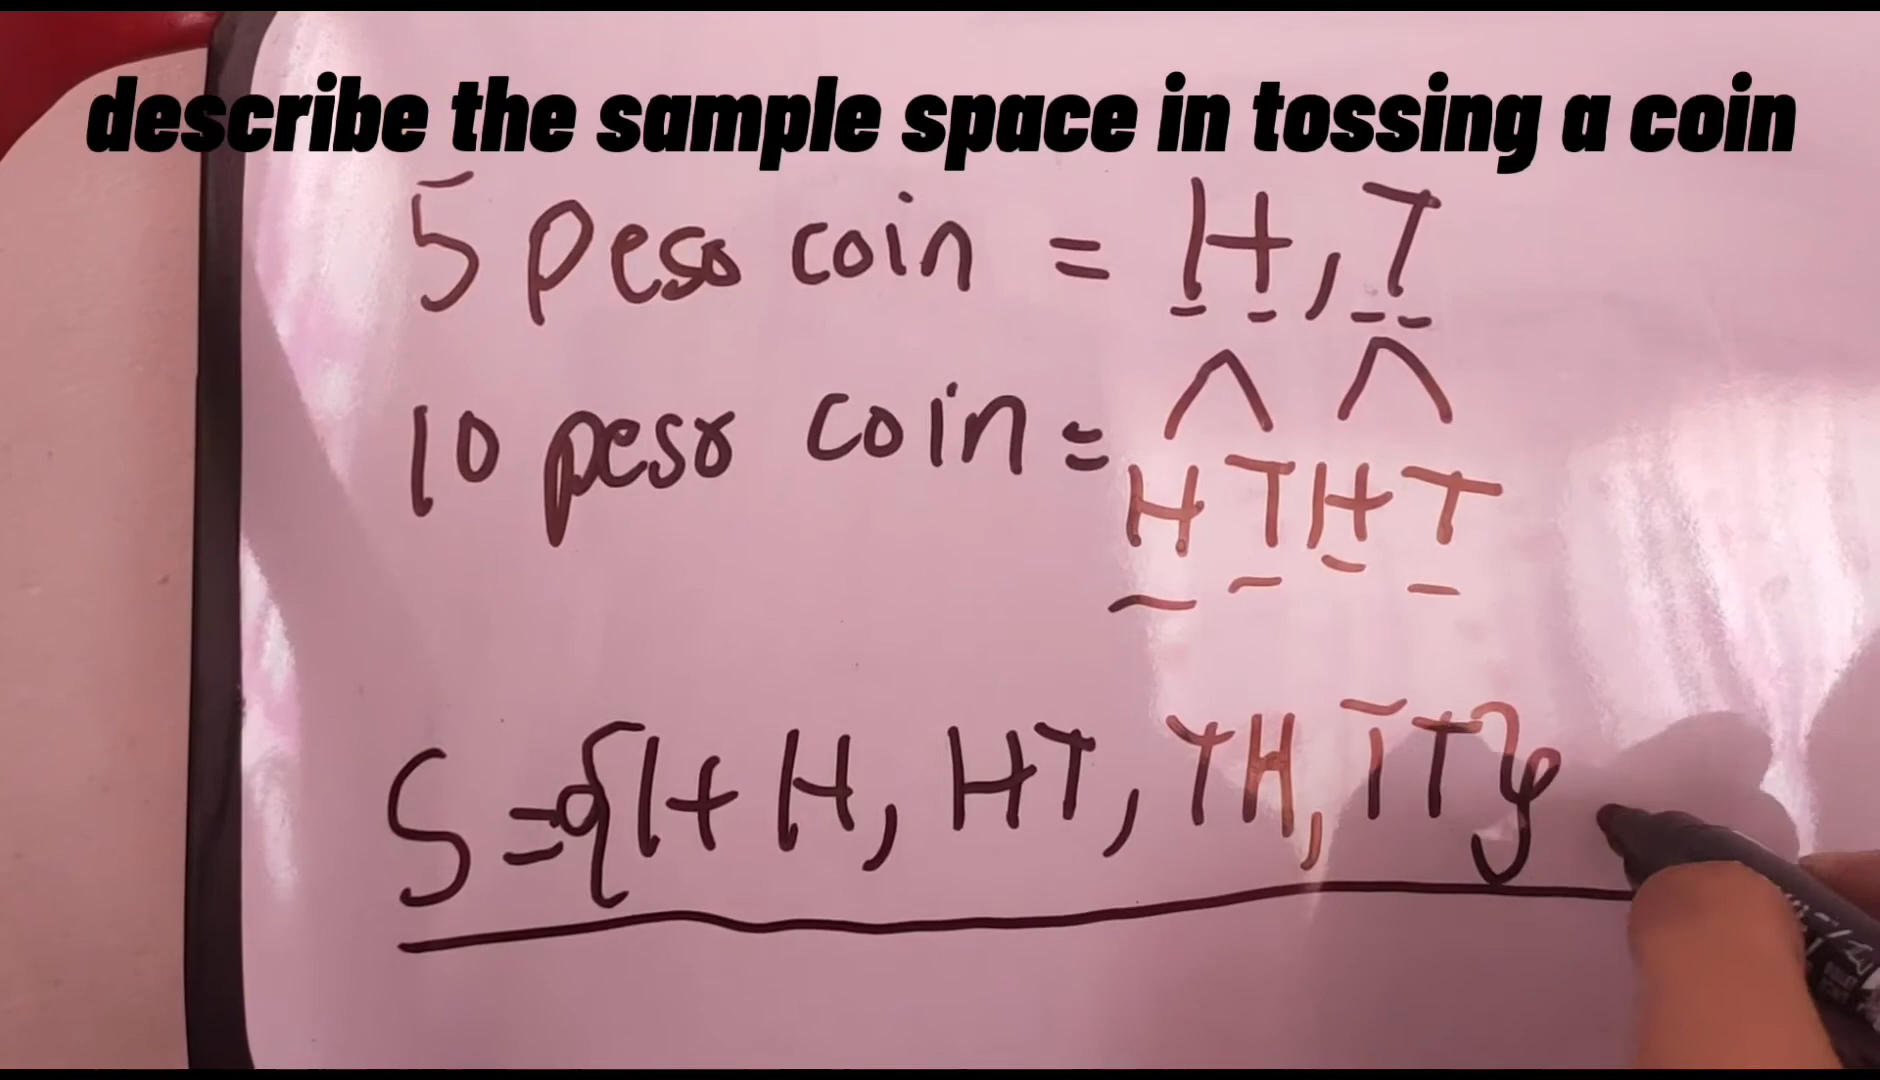 describe the sample space in tossing a coin
5 peso coin = H, T
10 peso coin = H T H T
S = {HH, HT, TH, TT}